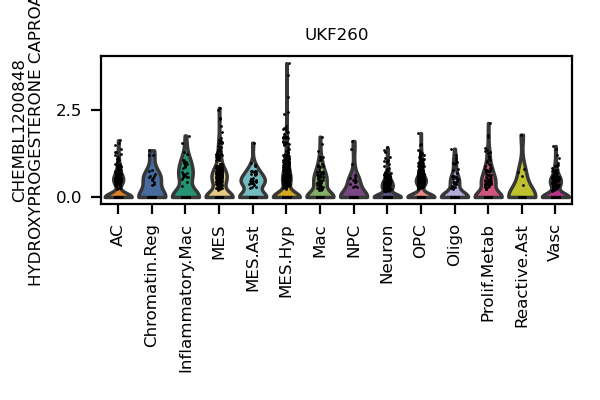 UKF260
CHEMBL1200848
HYDROXYPROGESTERONE CAPROA
2.5
0.0
AC
Chromatin.Reg
Inflammatory.Mac
MES
MES.Ast
MES.Hyp
Mac
NPC
Neuron
OPC
Oligo
Prolif.Metab
Reactive.Ast
Vasc